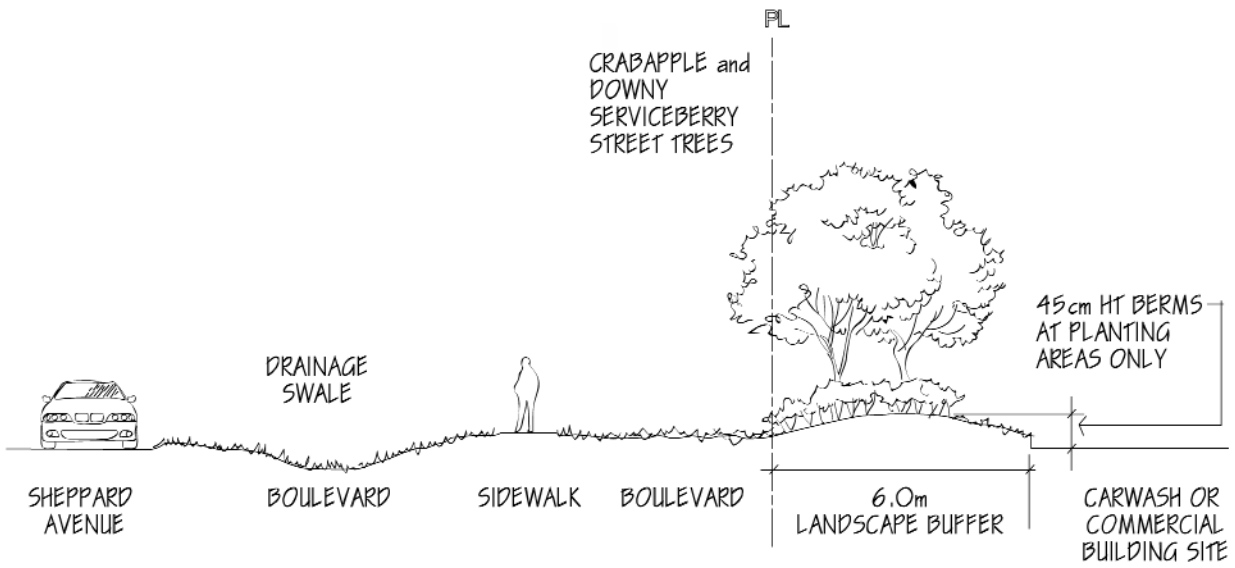 PL
CRABAPPLE and
DOWNY
SERVICEBERRY
STREET TREES
45cm HT BERMS
AT PLANTING
AREAS ONLY
DRAINAGE
SWALE
SHEPPARD
AVENUE
BOULEVARD
SIDEWALK
BOULEVARD
6.0m
LANDSCAPE BUFFER
CARWASH OR
COMMERCIAL
BUILDING SITE